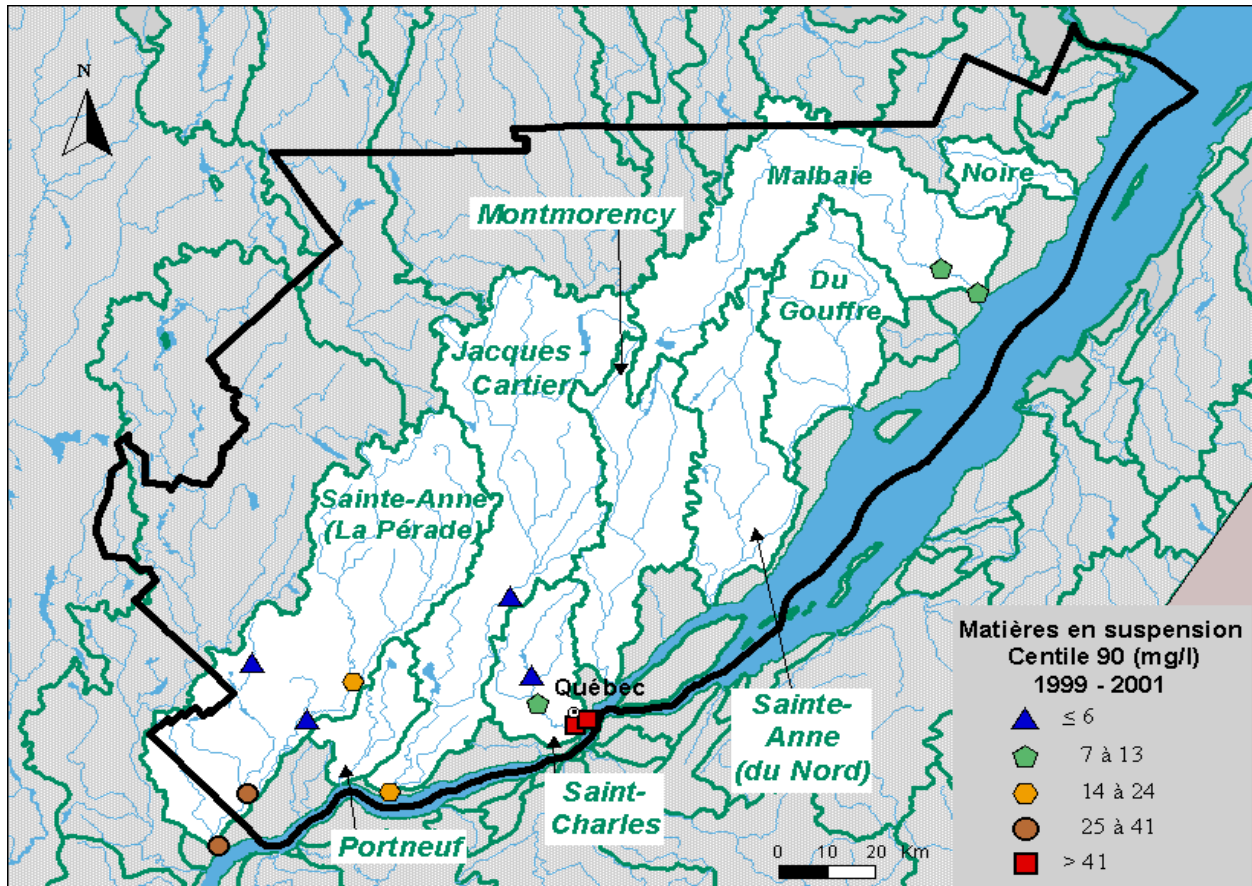 N
Malbaie
Noire
Montmorency
Du
Gouffre
Jacques -
Cartier
Sainte-Anne
(La Pérade)
Québec
Sainte-
Anne
(du Nord)
Saint-
Charles
Portneuf
0 10 20 Km
Matières en suspension
Centile 90 (mg/l)
1999 - 2001
≤ 6
7 à 13
14 à 24
25 à 41
> 41